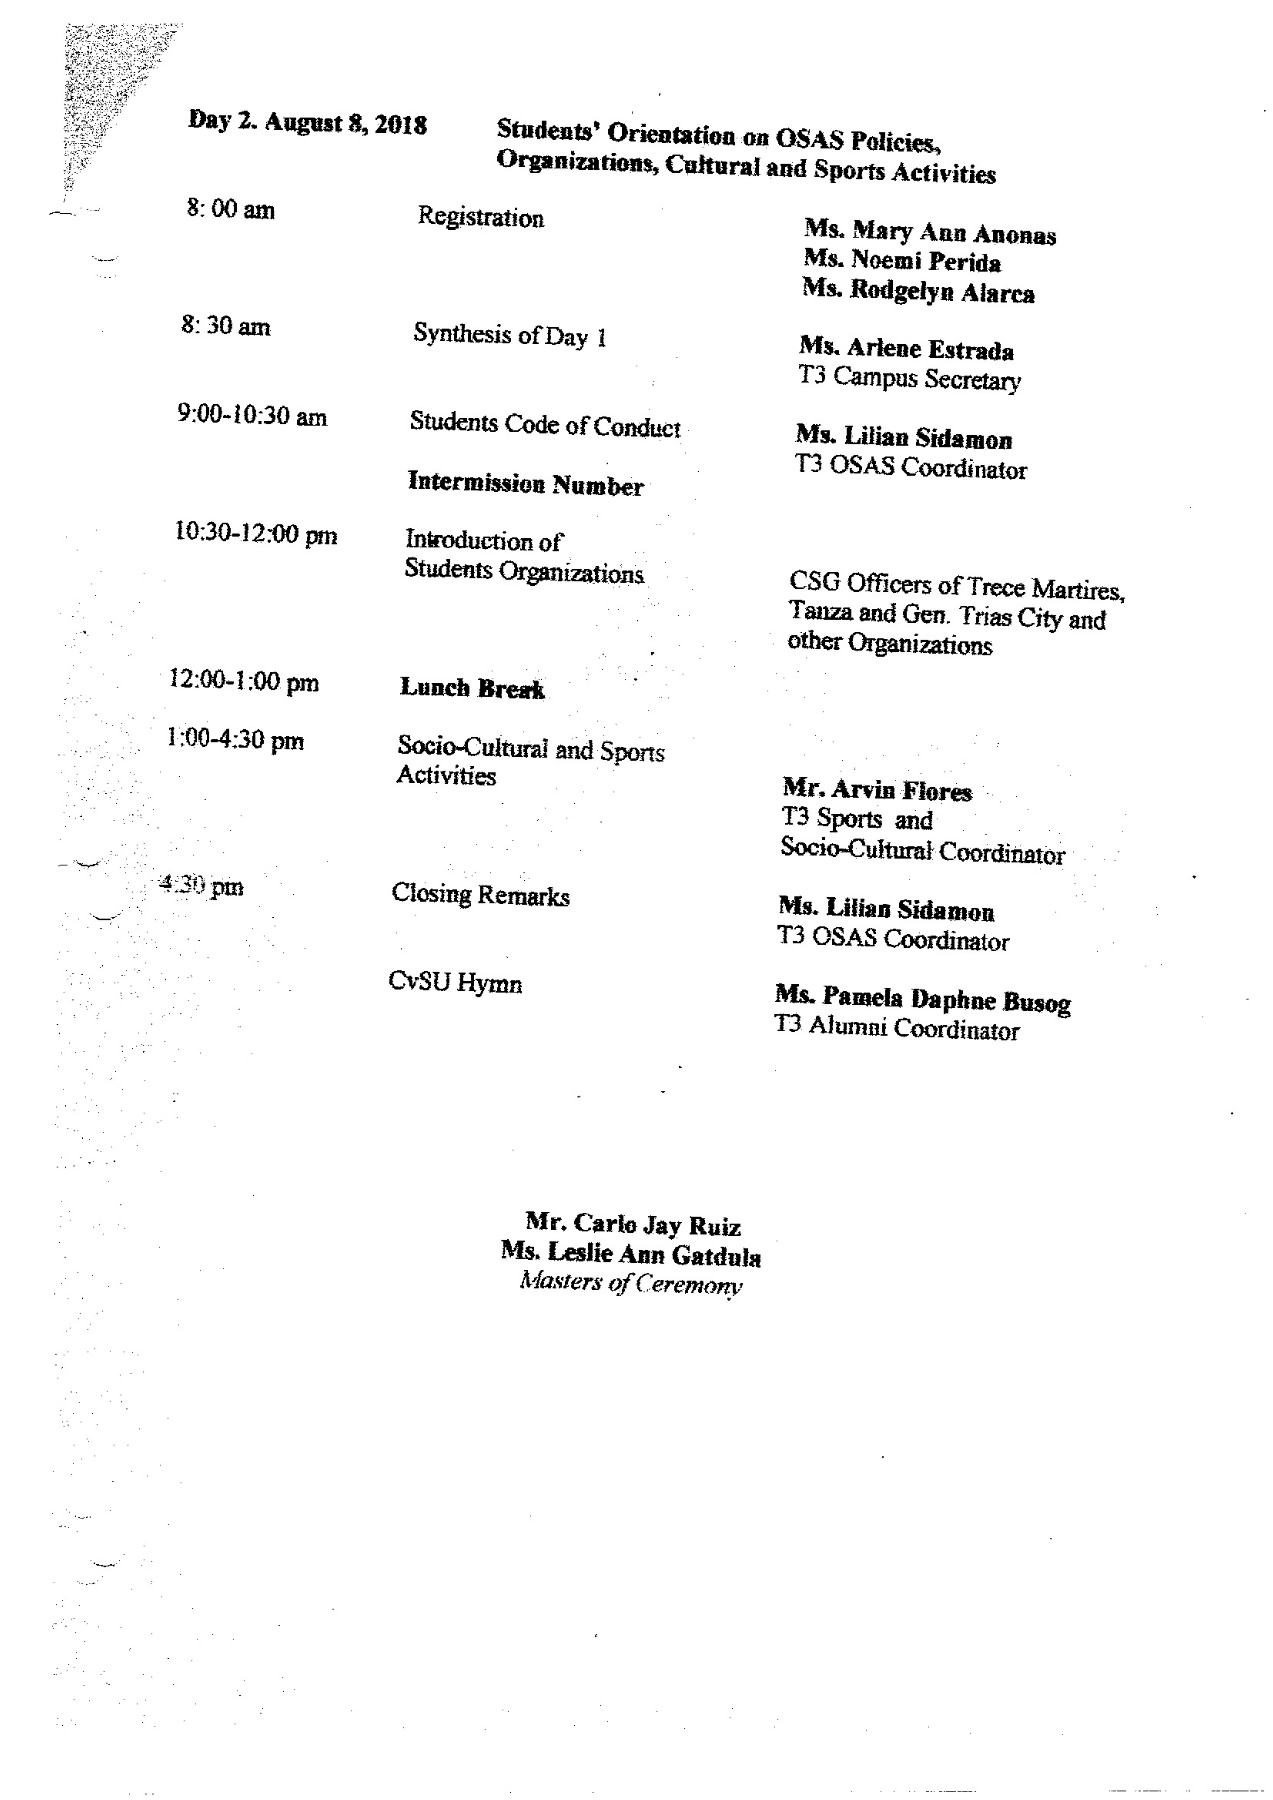 Day 2. August 8, 2018 Students' Orientation on OSAS Policies,
Organizations, Cultural and Sports Activities
8: 00 am Registration Ms. Mary Ann Anonas
Ms. Noemi Perida
Ms. Rodgelyn Alarca
8: 30 am Synthesis of Day 1 Ms. Arlene Estrada
T3 Campus Secretary
9:00-10:30 am Students Code of Conduct Ms. Lilian Sidamon
T3 OSAS Coordinator
Intermission Number
10:30-12:00 pm Introduction of
Students Organizations CSG Officers of Trece Martires,
Tanza and Gen. Trias City and
other Organizations
12:00-1:00 pm Lunch Break
1:00-4:30 pm Socio-Cultural and Sports
Activities Mr. Arvin Flores
T3 Sports and
Socio-Cultural Coordinator
4:30 pm Closing Remarks Ms. Lilian Sidamon
T3 OSAS Coordinator
CvSU Hymn Ms. Pamela Daphne Busog
T3 Alumni Coordinator
Mr. Carlo Jay Ruiz
Ms. Leslie Ann Gatdula
Masters of Ceremony